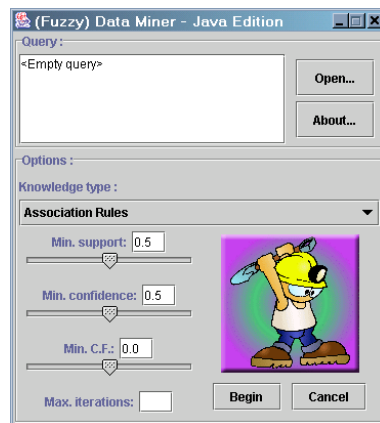 (Fuzzy) Data Miner - Java Edition
Query :
<Empty query>
Open...
About...
Options :
Knowledge type :
Association Rules
Min. support: 0.5
Min. confidence: 0.5
Min. C.F.: 0.0
Max. iterations:
Begin Cancel